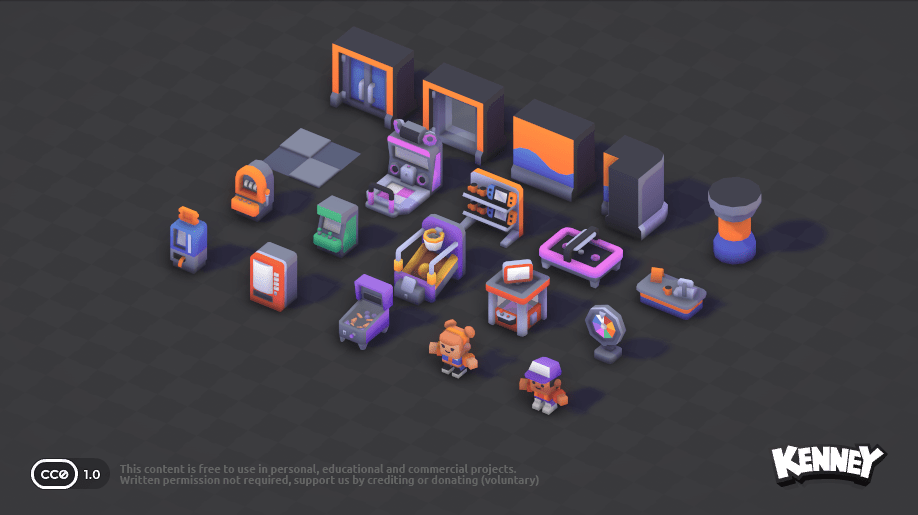 CC0 1.0
This content is free to use in personal, educational and commercial projects.
Written permission not required, support us by crediting or donating (voluntary)
KENNEY